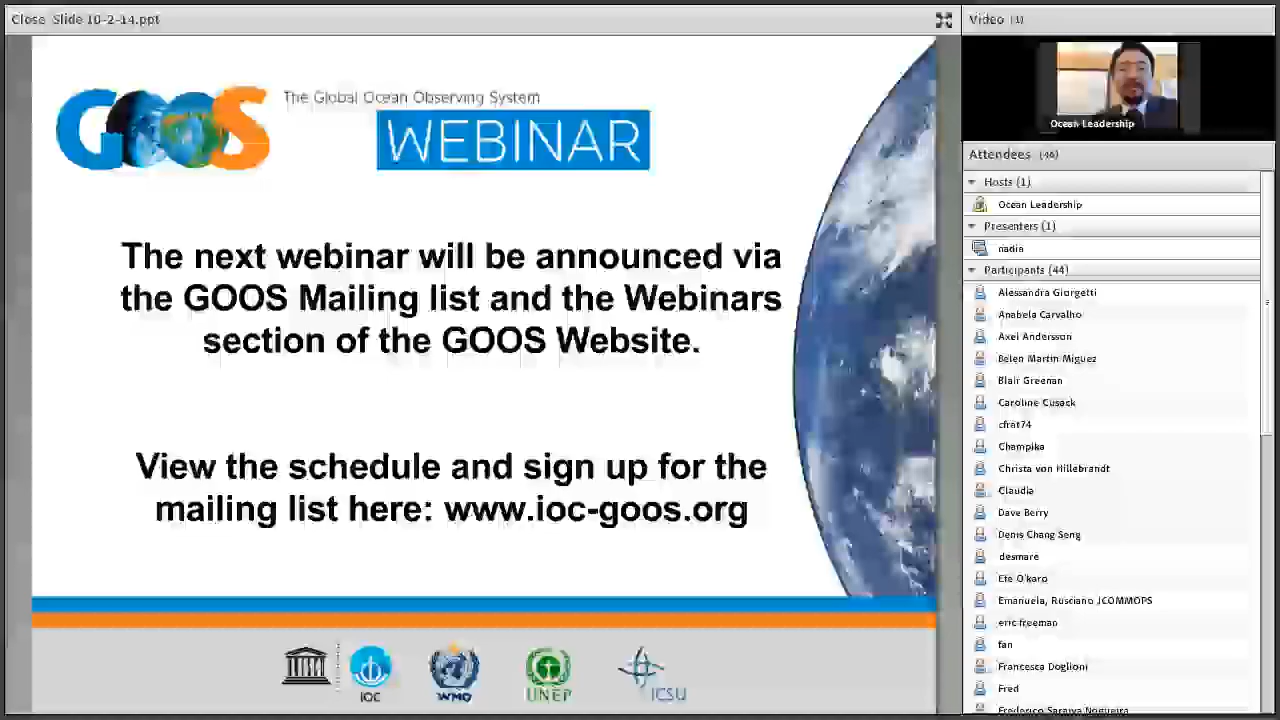 Close Slide 10-2-14.ppt
GOOS
The Global Ocean Observing System
WEBINAR
The next webinar will be announced via
the GOOS Mailing list and the Webinars
section of the GOOS Website.
View the schedule and sign up for the
mailing list here: www.ioc-goos.org
IOC
WMO
UNEP
ICSU
Video (1)
Ocean Leadership
Attendees (46)
Hosts (1)
Ocean Leadership
Presenters (1)
nadia
Participants (44)
Alessandra Giorgetti
Anabela Carvalho
Axel Andersson
Belen Martin Miguez
Blair Greenan
Caroline Cusack
cfrat74
Champika
Christa von Hillebrandt
Claudia
Dave Berry
Denis Chang Seng
desmare
Efe O'karo
Emanuela, Rusciano JCOMMOPS
eric freeman
fan
Francesca Doglioni
Fred
Frederico Saraiva Nogueira